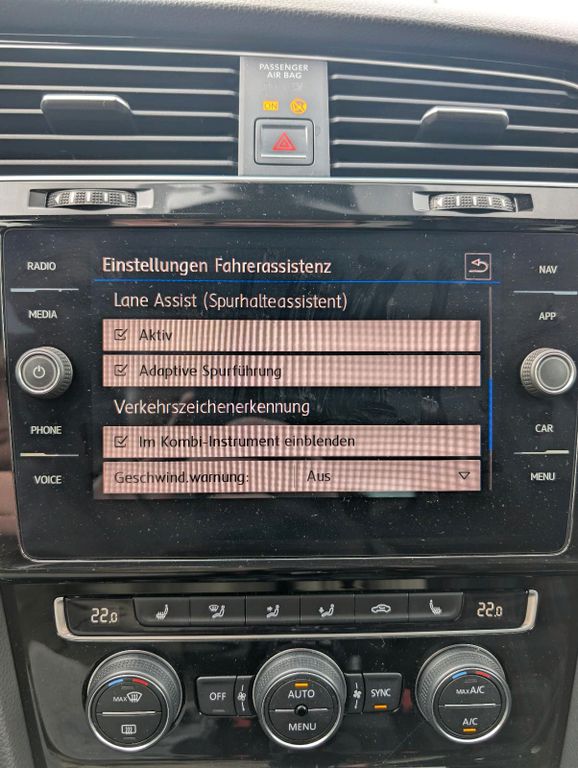 PASSENGER
AIR BAG
ON
RADIO
MEDIA
PHONE
VOICE
Einstellungen Fahrerassistenz
Lane Assist (Spurhalteassistent)
Aktiv
Adaptive Spurführung
Verkehrszeichenerkennung
Im Kombi-Instrument einblenden
Geschwind.warnung: Aus
NAV
APP
CAR
MENU
22.0
22.0
MAX
OFF
AUTO
MENU
SYNC
MAX A/C
A/C